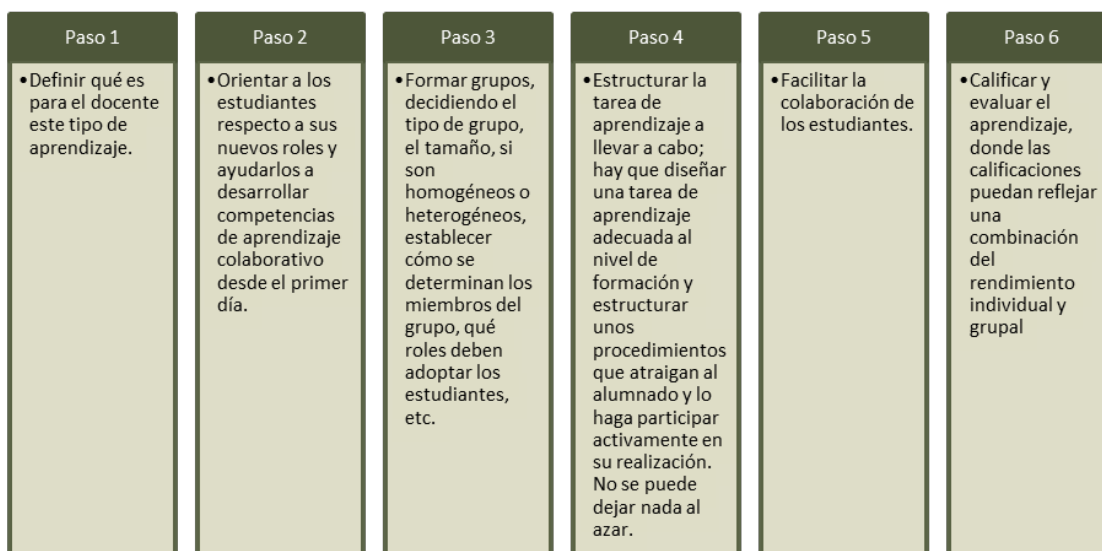 Paso 1
•Definir qué es
para el docente
este tipo de
aprendizaje.
Paso 2
•Orientar a los
estudiantes
respecto a sus
nuevos roles y
ayudarlos a
desarrollar
competencias
de aprendizaje
colaborativo
desde el primer
día.
Paso 3
•Formar grupos,
decidiendo el
tipo de grupo,
el tamaño, si
son
homogéneos o
heterogéneos,
establecer
cómo se
determinan los
miembros del
grupo, qué
roles deben
adoptar los
estudiantes,
etc.
Paso 4
•Estructurar la
tarea de
aprendizaje a
llevar a cabo;
hay que diseñar
una tarea de
aprendizaje
adecuada al
nivel de
formación y
estructurar
unos
procedimientos
que atraigan al
alumnado y lo
haga participar
activamente en
su realización.
No se puede
dejar nada al
azar.
Paso 5
•Facilitar la
colaboración de
los estudiantes.
Paso 6
•Calificar y
evaluar el
aprendizaje,
donde las
calificaciones
puedan reflejar
una
combinación
del
rendimiento
individual y
grupal